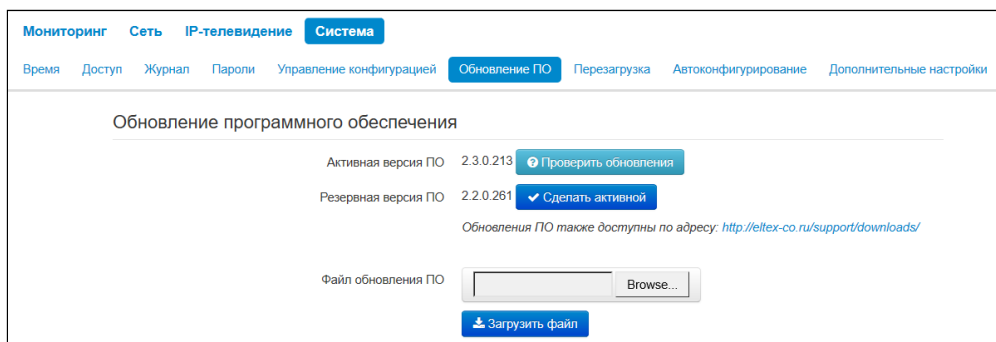 Мониторинг Сеть IP-телевидение Система
Время Доступ Журнал Пароли Управление конфигурацией Обновление ПО Перезагрузка Автоконфигурирование Дополнительные настройки
Обновление программного обеспечения
Активная версия ПО 2.3.0.213 Проверить обновления
Резервная версия ПО 2.2.0.261 Сделать активной
Обновления ПО также доступны по адресу: http://eltex-co.ru/support/downloads/
Файл обновления ПО Browse...
Загрузить файл